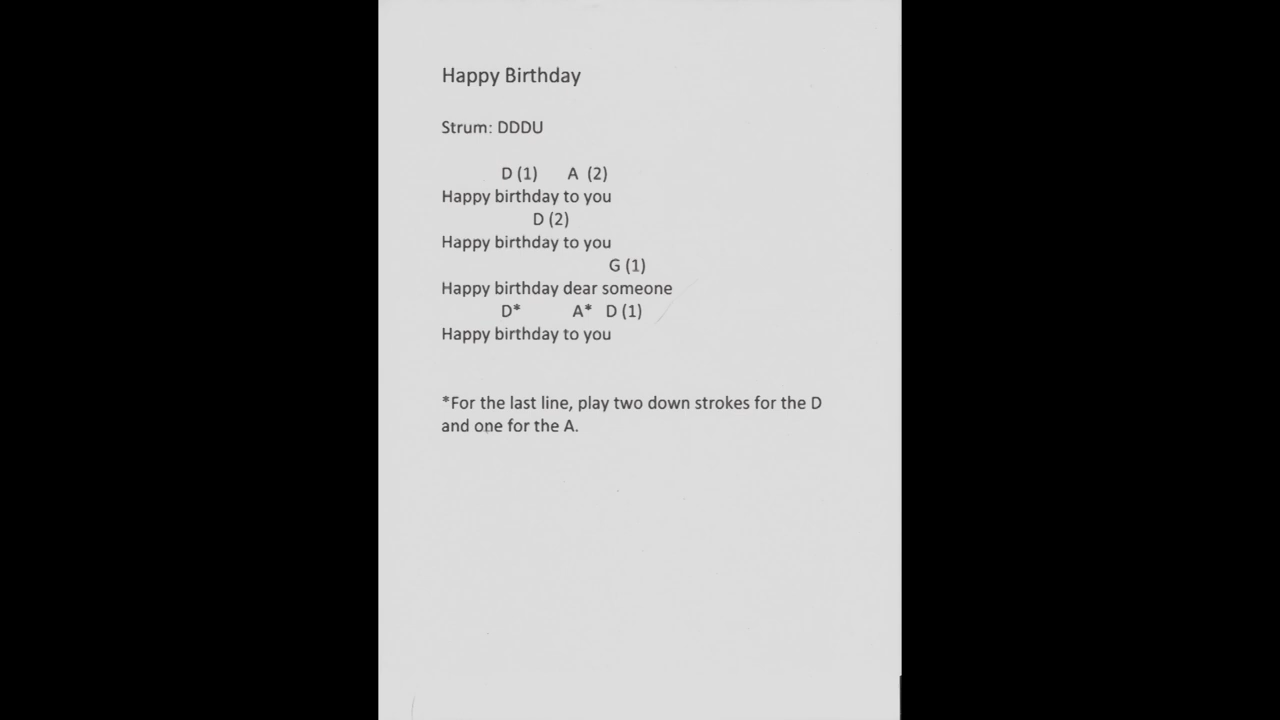 Happy Birthday
Strum: DDDU
D (1) A (2)
Happy birthday to you
D (2)
Happy birthday to you
G (1)
Happy birthday dear someone
D* A* D (1)
Happy birthday to you
*For the last line, play two down strokes for the D
and one for the A.